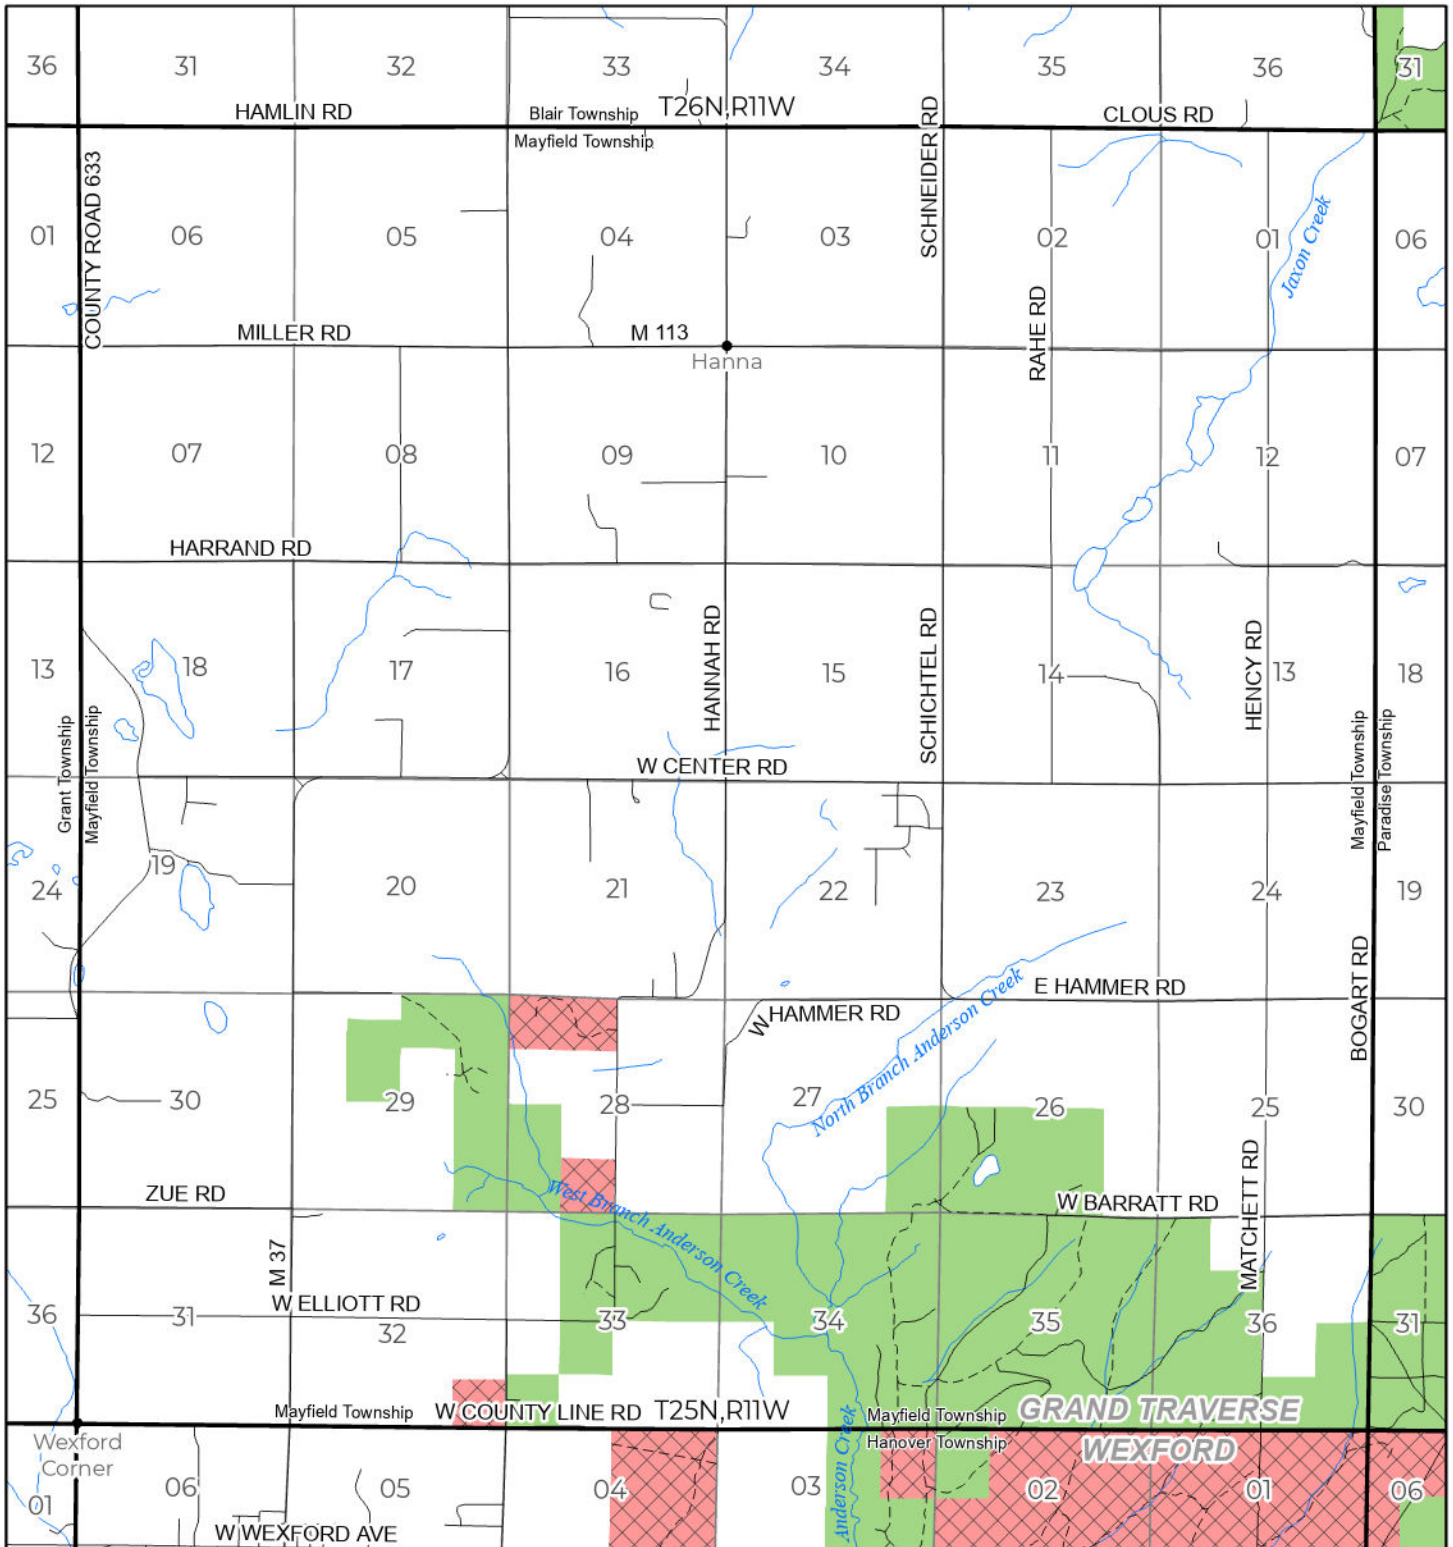 36 31 32 33 34 35 36 31
HAMLIN RD
Blair Township
T26N,R11W
CLOUS RD
Mayfield Township
COUNTY ROAD 633
SCHNEIDER RD
Jaxon Creek
01 06 05 04 03 02 01 06
MILLER RD
M 113
Hanna
RAHE RD
12 07 08 09 10 11 12 07
HARRAND RD
HANNAH RD
SCHICHTEL RD
HENCY RD
13 18 17 16 15 14 13 18
Grant Township
Mayfield Township
W CENTER RD
Mayfield Township
Paradise Township
24 19 20 21 22 23 24 19
BOGART RD
E HAMMER RD
W HAMMER RD
North Branch Anderson Creek
25 30 29 28 27 26 25 30
ZUE RD
West Branch Anderson Creek
W BARRATT RD
MATCHETT RD
M 37
W ELLIOTT RD
36 31 32 33 34 35 36 31
Mayfield Township
W COUNTY LINE RD
T25N,R11W
Mayfield Township
GRAND TRAVERSE
Hanover Township
WEXFORD
Wexford
Corner
Anderson Creek
01 06 05 04 03 02 01 06
W WEXFORD AVE